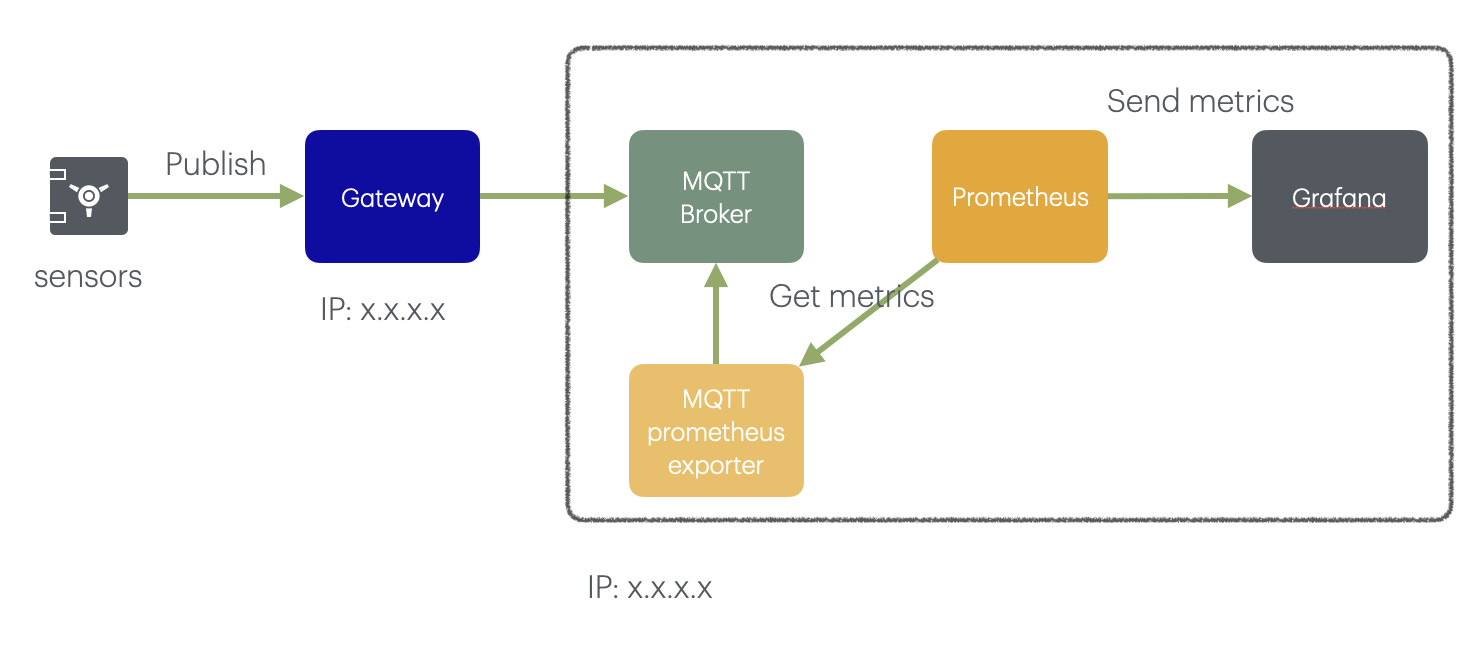 Send metrics
Publish
Gateway
MQTT
Broker
Prometheus
Grafana
sensors
IP: x.x.x.x
Get metrics
MQTT
prometheus
exporter
IP: x.x.x.x